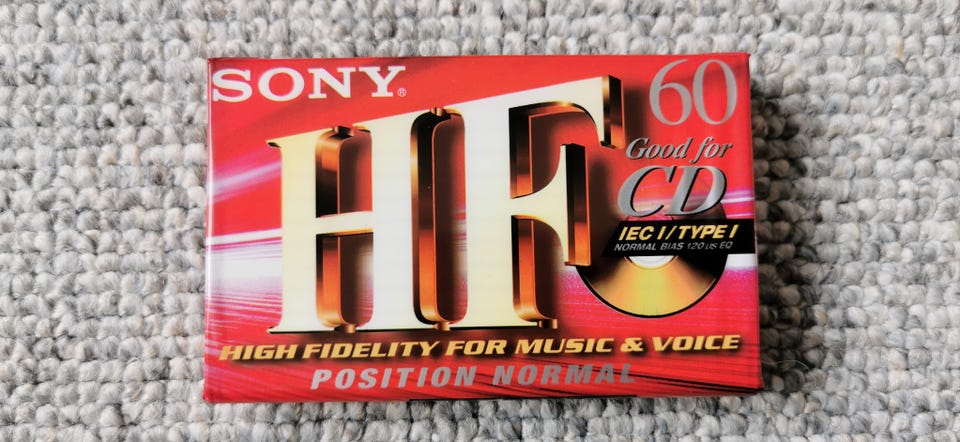 SONY®
HF
60
Good for
CD
IEC I/TYPE I
NORMAL BIAS 120 µs EQ
HIGH FIDELITY FOR MUSIC & VOICE
POSITION NORMAL